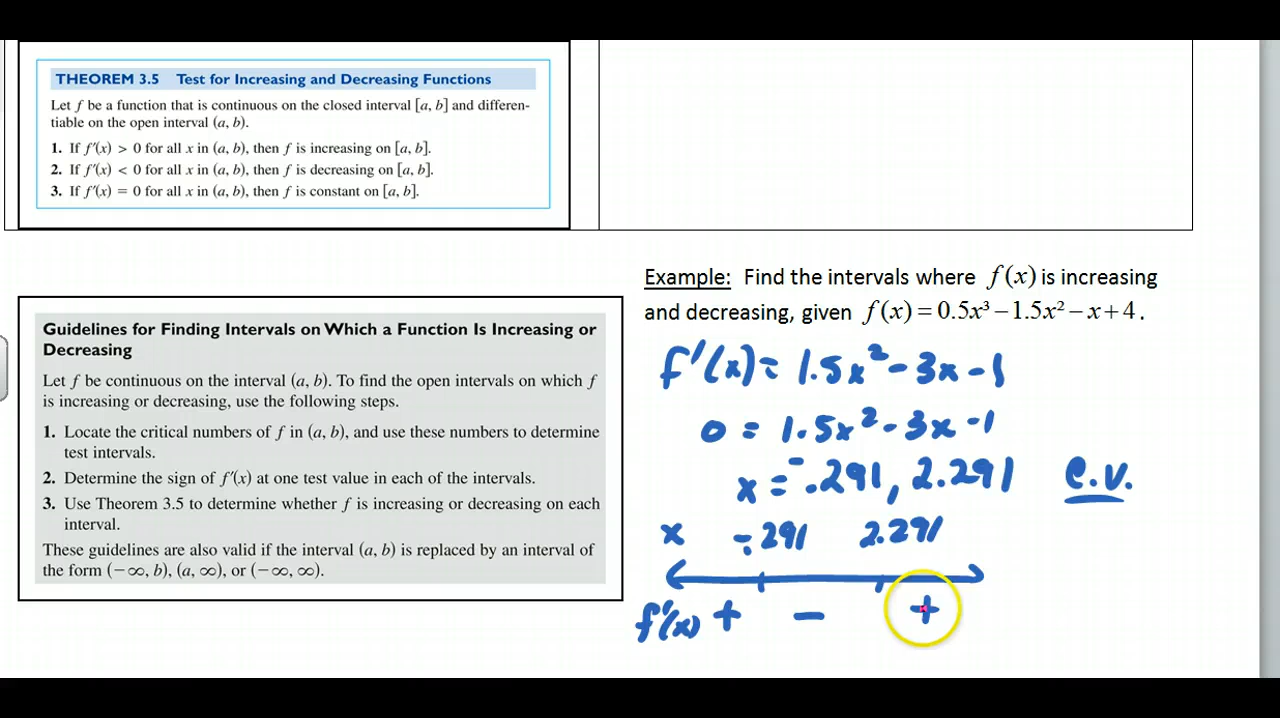 THEOREM 3.5 Test for Increasing and Decreasing Functions
Let f be a function that is continuous on the closed interval [a, b] and differen-
tiable on the open interval (a, b).
1. If f′(x) > 0 for all x in (a, b), then f is increasing on [a, b].
2. If f′(x) < 0 for all x in (a, b), then f is decreasing on [a, b].
3. If f′(x) = 0 for all x in (a, b), then f is constant on [a, b].
Guidelines for Finding Intervals on Which a Function Is Increasing or
Decreasing
Let f be continuous on the interval (a, b). To find the open intervals on which f
is increasing or decreasing, use the following steps.
1. Locate the critical numbers of f in (a, b), and use these numbers to determine
test intervals.
2. Determine the sign of f′(x) at one test value in each of the intervals.
3. Use Theorem 3.5 to determine whether f is increasing or decreasing on each
interval.
These guidelines are also valid if the interval (a, b) is replaced by an interval of
the form (−∞, b), (a, ∞), or (−∞, ∞).
Example: Find the intervals where f(x) is increasing
and decreasing, given f(x) = 0.5x³ − 1.5x² − x + 4.
f'(x) = 1.5x² - 3x - 1
0 = 1.5x² - 3x - 1
x = -.291, 2.291 c.v.
x -.291 2.291
f'(x) + − +